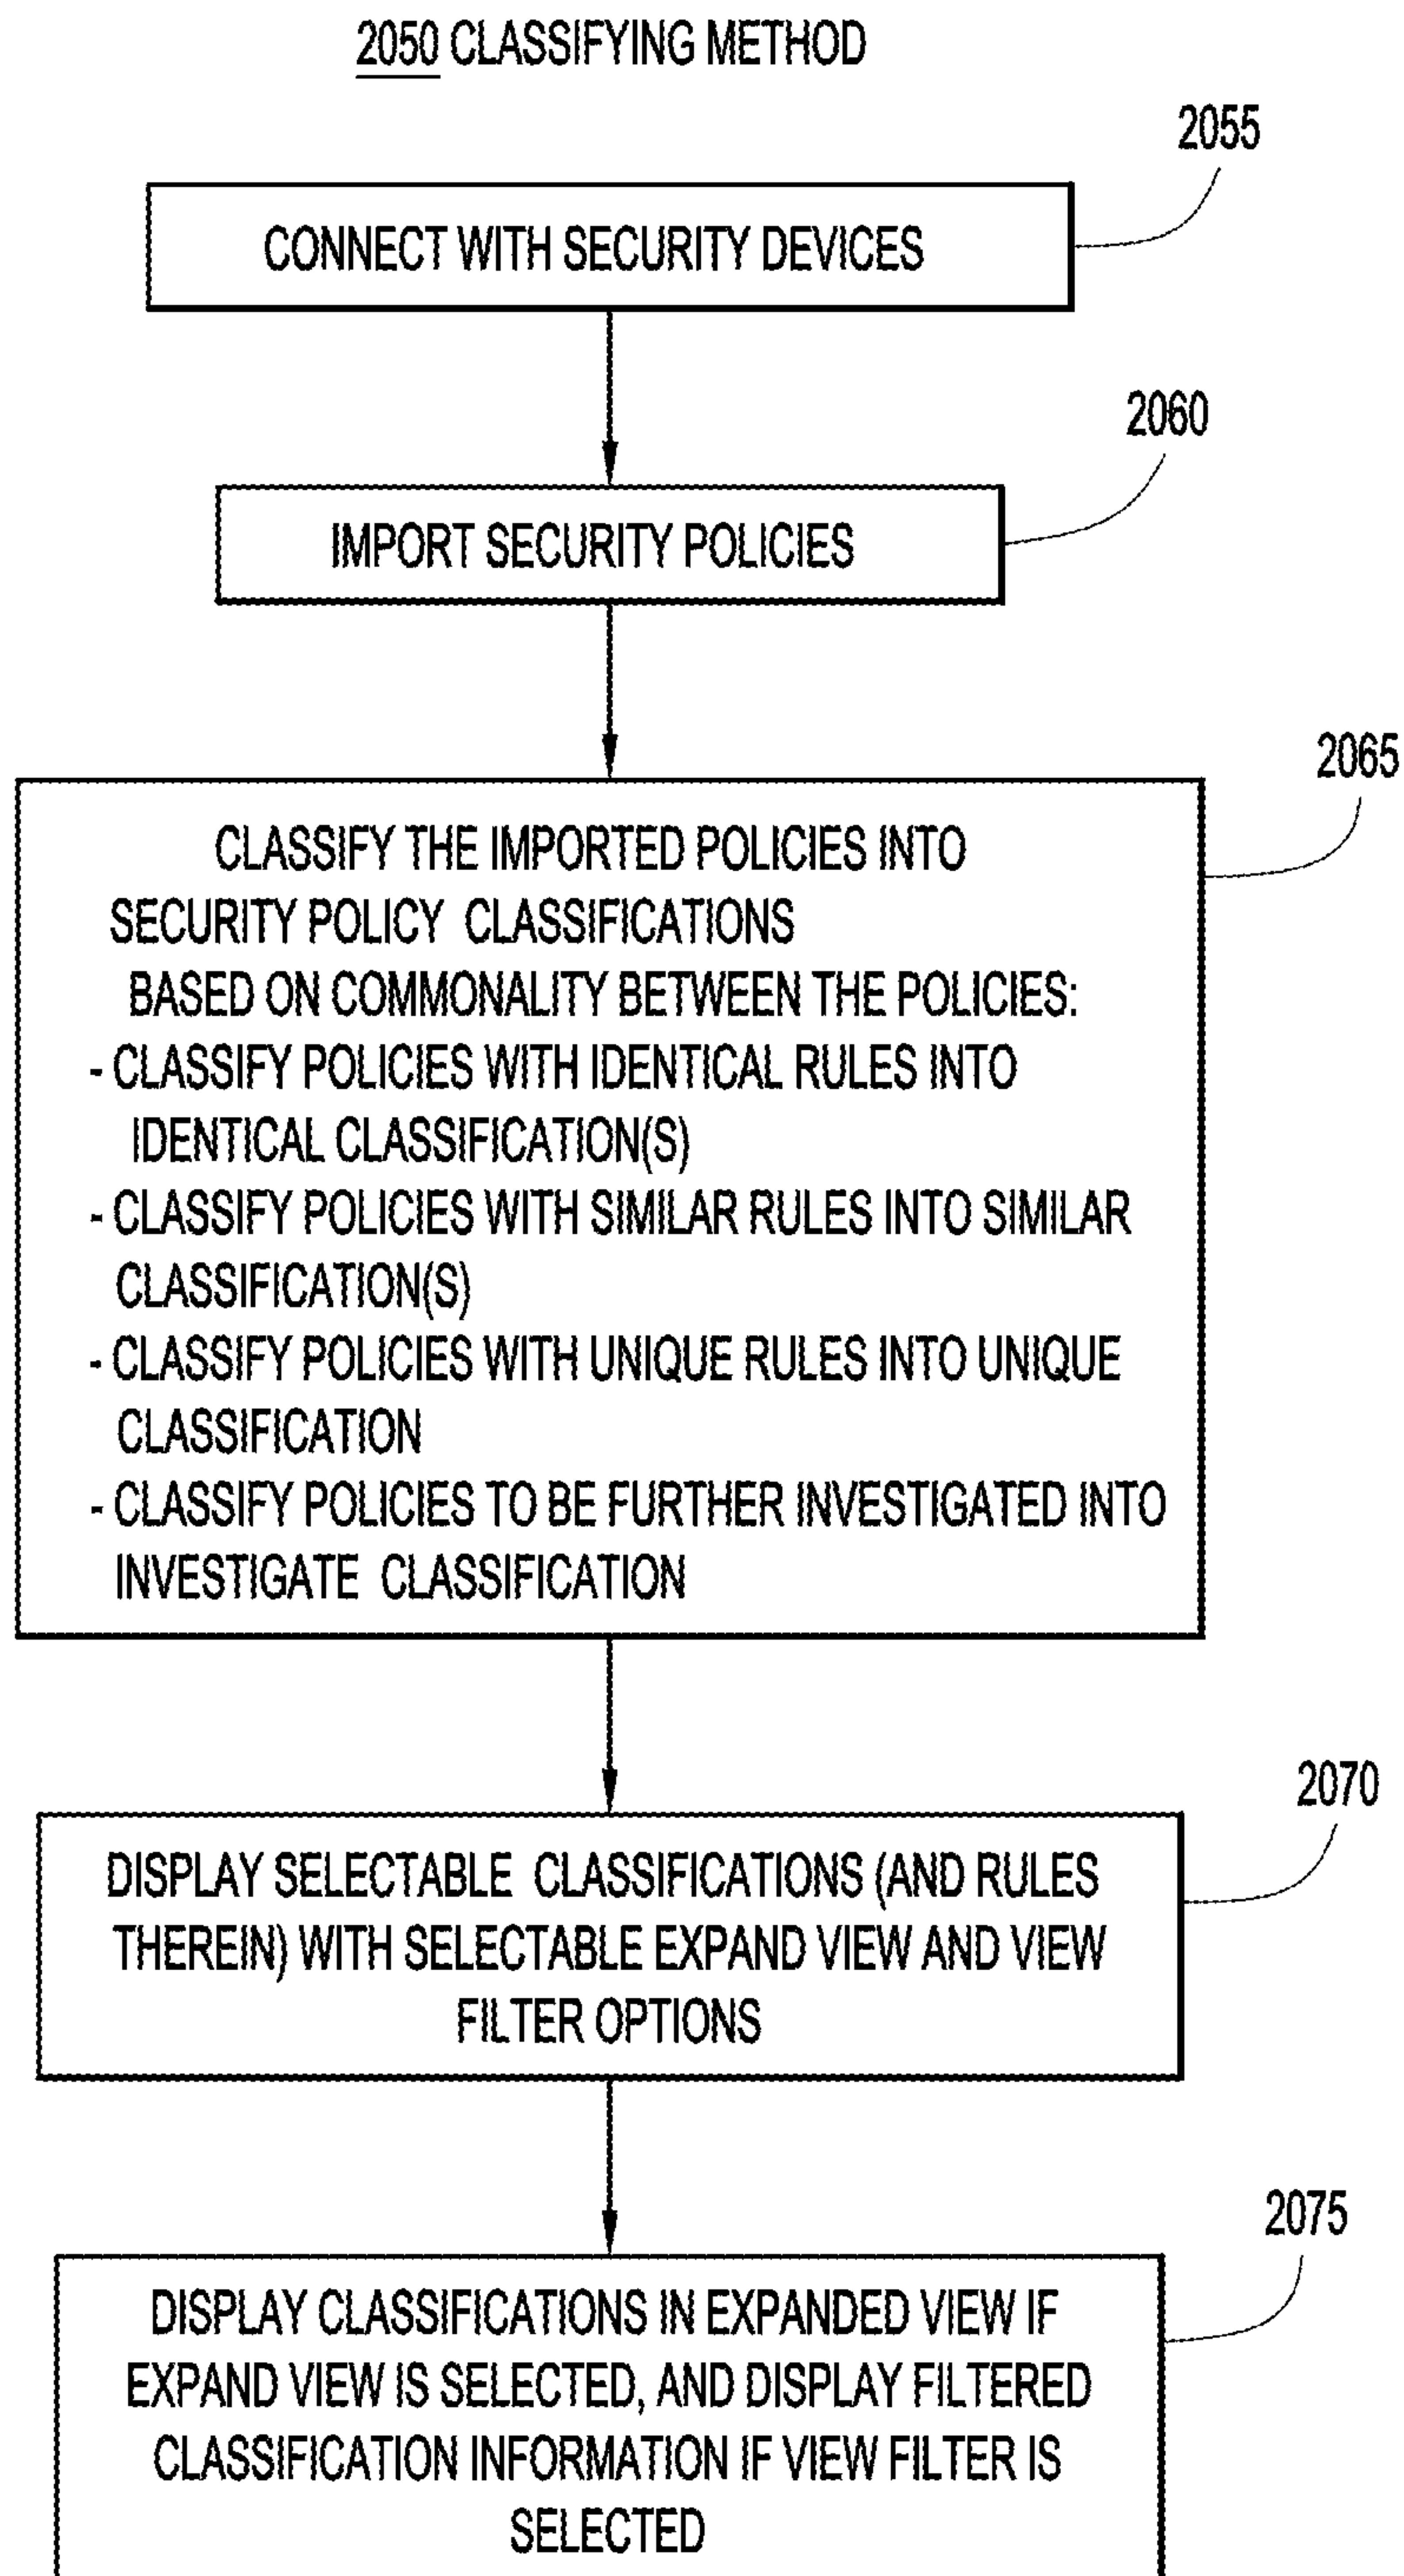 2050 CLASSIFYING METHOD
2055
CONNECT WITH SECURITY DEVICES
2060
IMPORT SECURITY POLICIES
2065
CLASSIFY THE IMPORTED POLICIES INTO
SECURITY POLICY CLASSIFICATIONS
BASED ON COMMONALITY BETWEEN THE POLICIES:
- CLASSIFY POLICIES WITH IDENTICAL RULES INTO
IDENTICAL CLASSIFICATION(S)
- CLASSIFY POLICIES WITH SIMILAR RULES INTO SIMILAR
CLASSIFICATION(S)
- CLASSIFY POLICIES WITH UNIQUE RULES INTO UNIQUE
CLASSIFICATION
- CLASSIFY POLICIES TO BE FURTHER INVESTIGATED INTO
INVESTIGATE CLASSIFICATION
2070
DISPLAY SELECTABLE CLASSIFICATIONS (AND RULES
THEREIN) WITH SELECTABLE EXPAND VIEW AND VIEW
FILTER OPTIONS
2075
DISPLAY CLASSIFICATIONS IN EXPANDED VIEW IF
EXPAND VIEW IS SELECTED, AND DISPLAY FILTERED
CLASSIFICATION INFORMATION IF VIEW FILTER IS
SELECTED